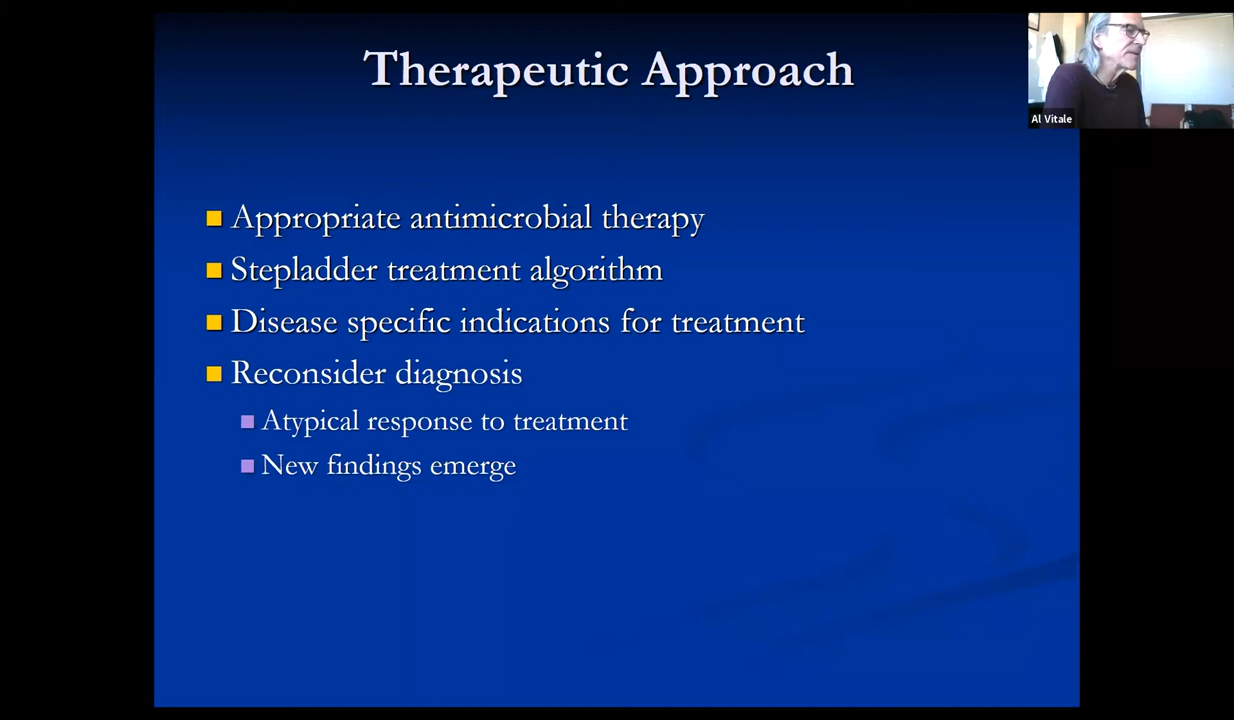 Therapeutic Approach
Al Vitale
Appropriate antimicrobial therapy
Stepladder treatment algorithm
Disease specific indications for treatment
Reconsider diagnosis
Atypical response to treatment
New findings emerge